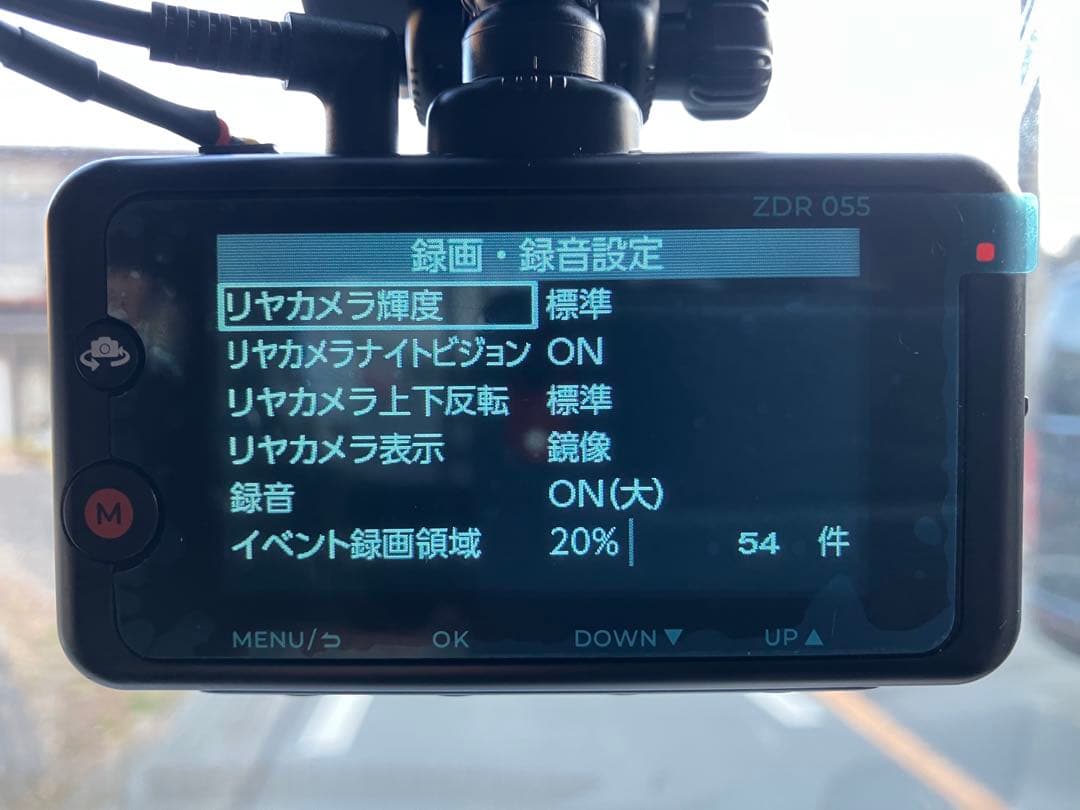 ZDR 055
録画・録音設定
リヤカメラ輝度 標準
リヤカメラナイトビジョン ON
リヤカメラ上下反転 標準
リヤカメラ表示 鏡像
録音 ON(大)
イベント録画領域 20% 54 件
M
MENU/⮌ OK DOWN▼ UP▲